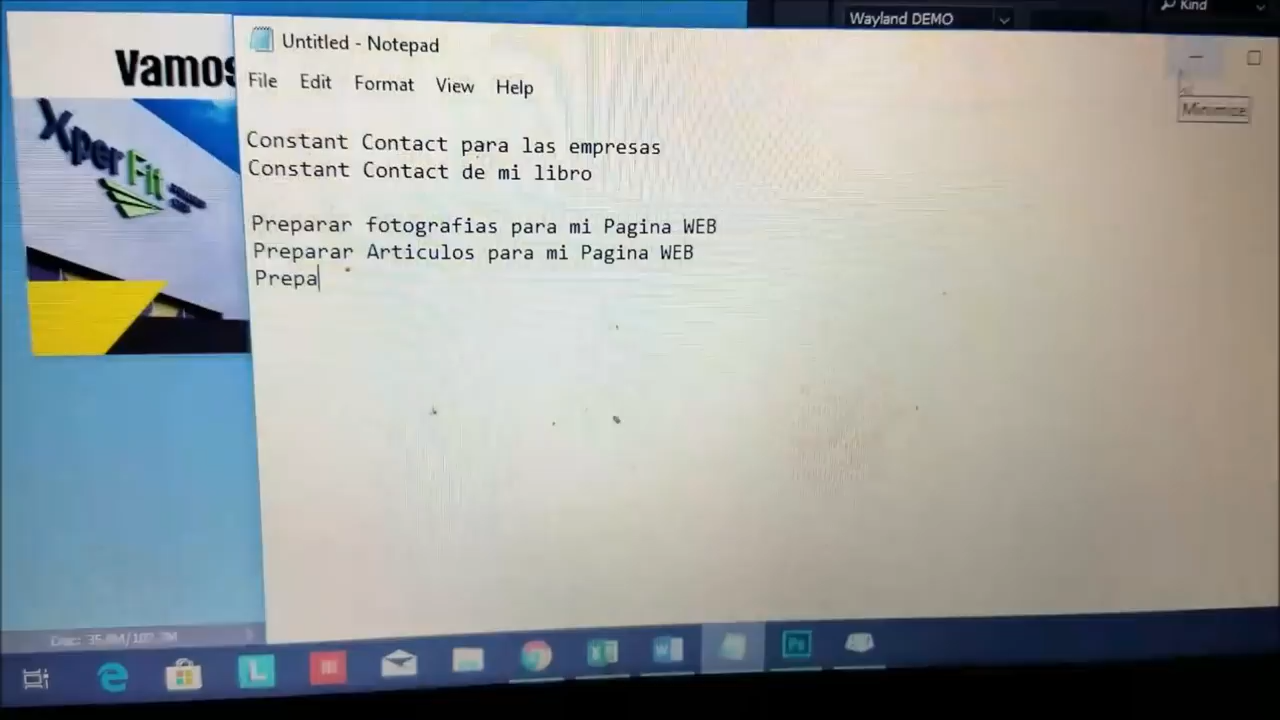 Wayland DEMO
Kind
Untitled - Notepad
Vamos
File Edit Format View Help
Minimize
XperFit
Constant Contact para las empresas
Constant Contact de mi libro
Preparar fotografias para mi Pagina WEB
Preparar Articulos para mi Pagina WEB
Prepa
L
Ps